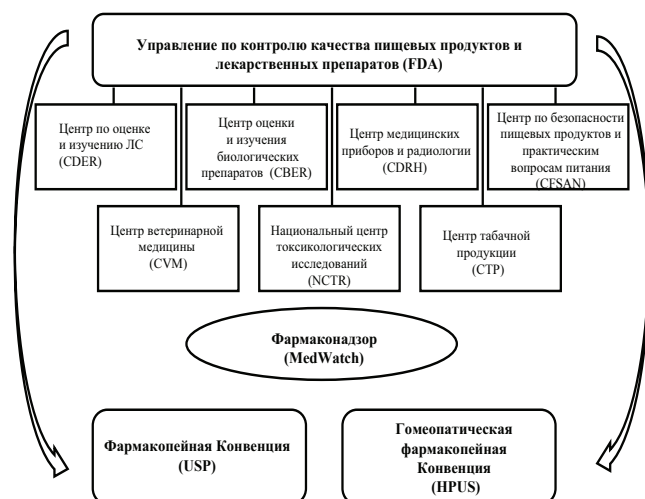 Управление по контролю качества пищевых продуктов и
лекарственных препаратов (FDA)
Центр по оценке
и изучению ЛС
(CDER)
Центр оценки
и изучения
биологических
препаратов (CBER)
Центр медицинских
приборов и радиологии
(CDRH)
Центр по безопасности
пищевых продуктов и
практическим
вопросам питания
(CFSAN)
Центр ветеринарной
медицины
(CVM)
Национальный центр
токсикологических
исследований
(NCTR)
Центр табачной
продукции
(CTP)
Фармаконадзор
(MedWatch)
Фармакопейная Конвенция
(USP)
Гомеопатическая
фармакопейная
Конвенция
(HPUS)